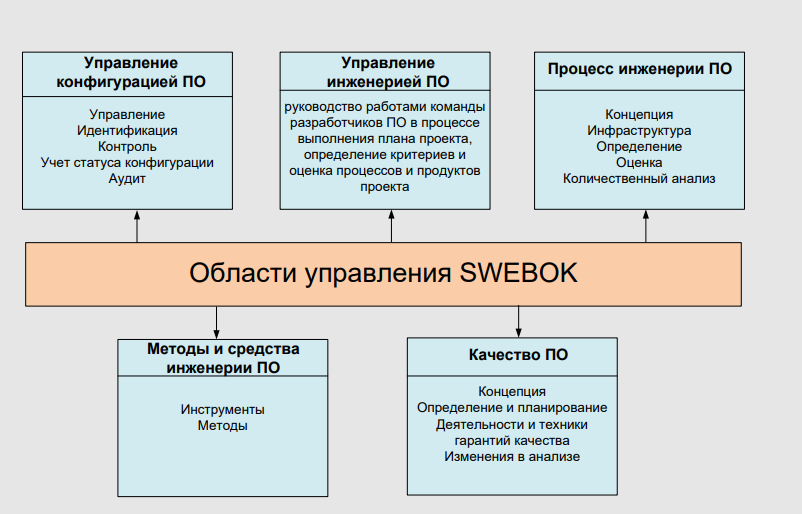 Управление
конфигурацией ПО
Управление
Идентификация
Контроль
Учет статуса конфигурации
Аудит
Управление
инженерией ПО
руководство работами команды
разработчиков ПО в процессе
выполнения плана проекта,
определение критериев и
оценка процессов и продуктов
проекта
Процесс инженерии ПО
Концепция
Инфраструктура
Определение
Оценка
Количественный анализ
Области управления SWEBOK
Методы и средства
инженерии ПО
Инструменты
Методы
Качество ПО
Концепция
Определение и планирование
Деятельности и техники
гарантий качества
Изменения в анализе